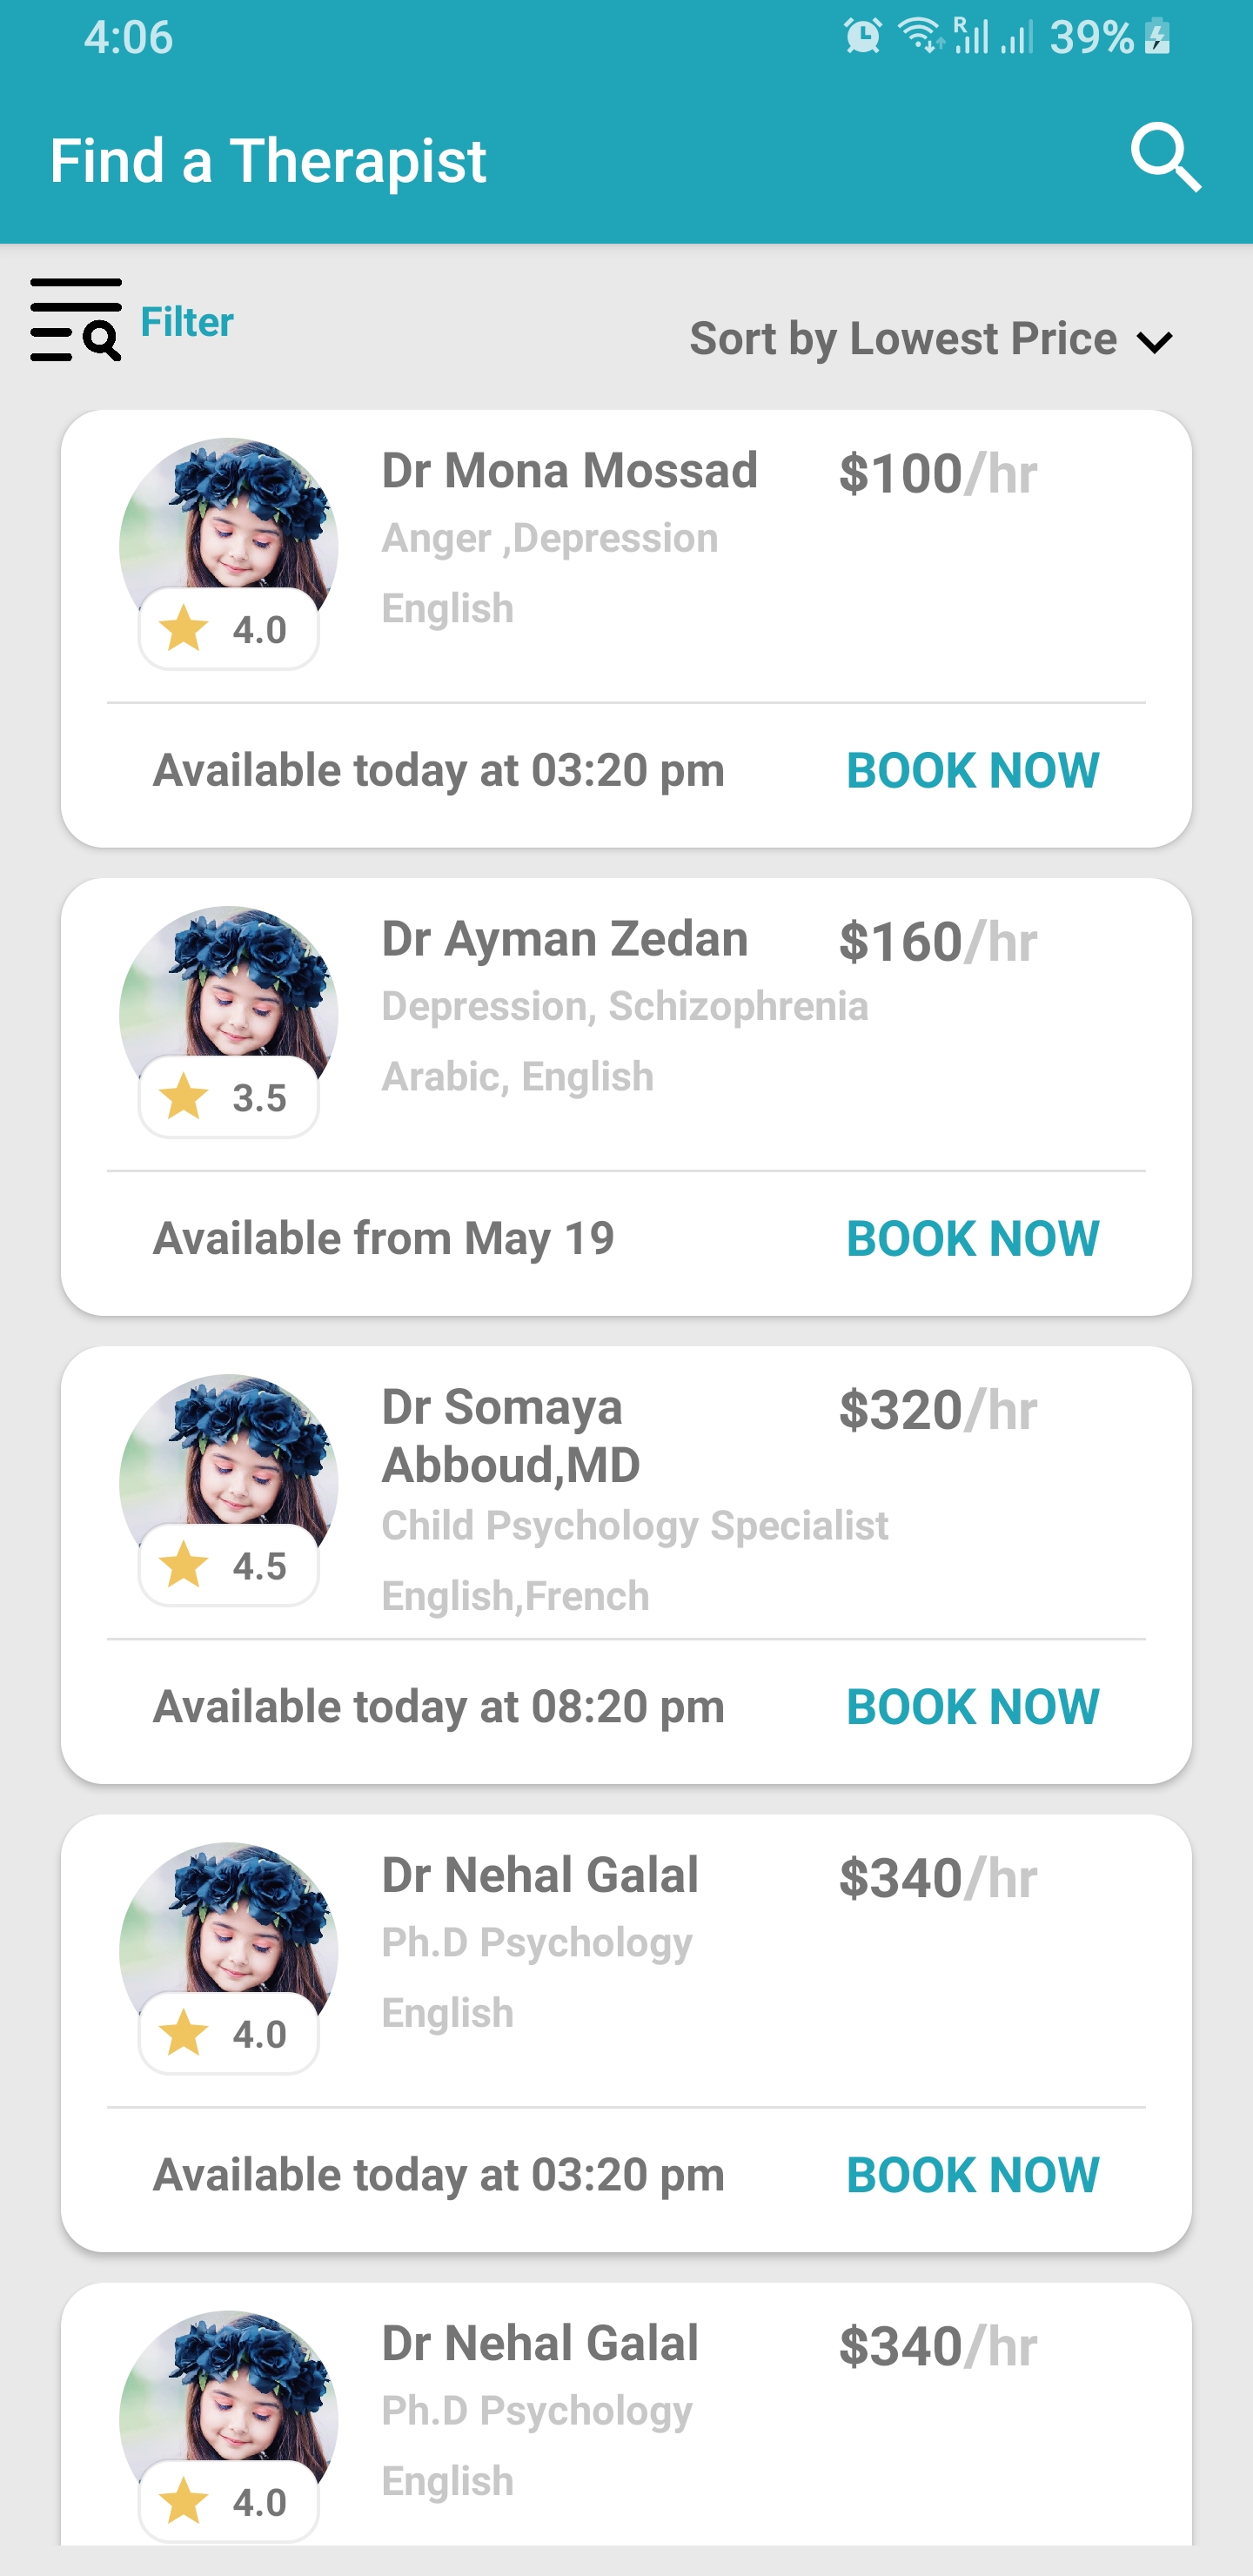 4:06
R
39%
Find a Therapist
Filter
Sort by Lowest Price
Dr Mona Mossad
$100/hr
Anger ,Depression
English
4.0
Available today at 03:20 pm
BOOK NOW
Dr Ayman Zedan
$160/hr
Depression, Schizophrenia
Arabic, English
3.5
Available from May 19
BOOK NOW
Dr Somaya
Abboud,MD
$320/hr
Child Psychology Specialist
English,French
4.5
Available today at 08:20 pm
BOOK NOW
Dr Nehal Galal
$340/hr
Ph.D Psychology
English
4.0
Available today at 03:20 pm
BOOK NOW
Dr Nehal Galal
$340/hr
Ph.D Psychology
English
4.0